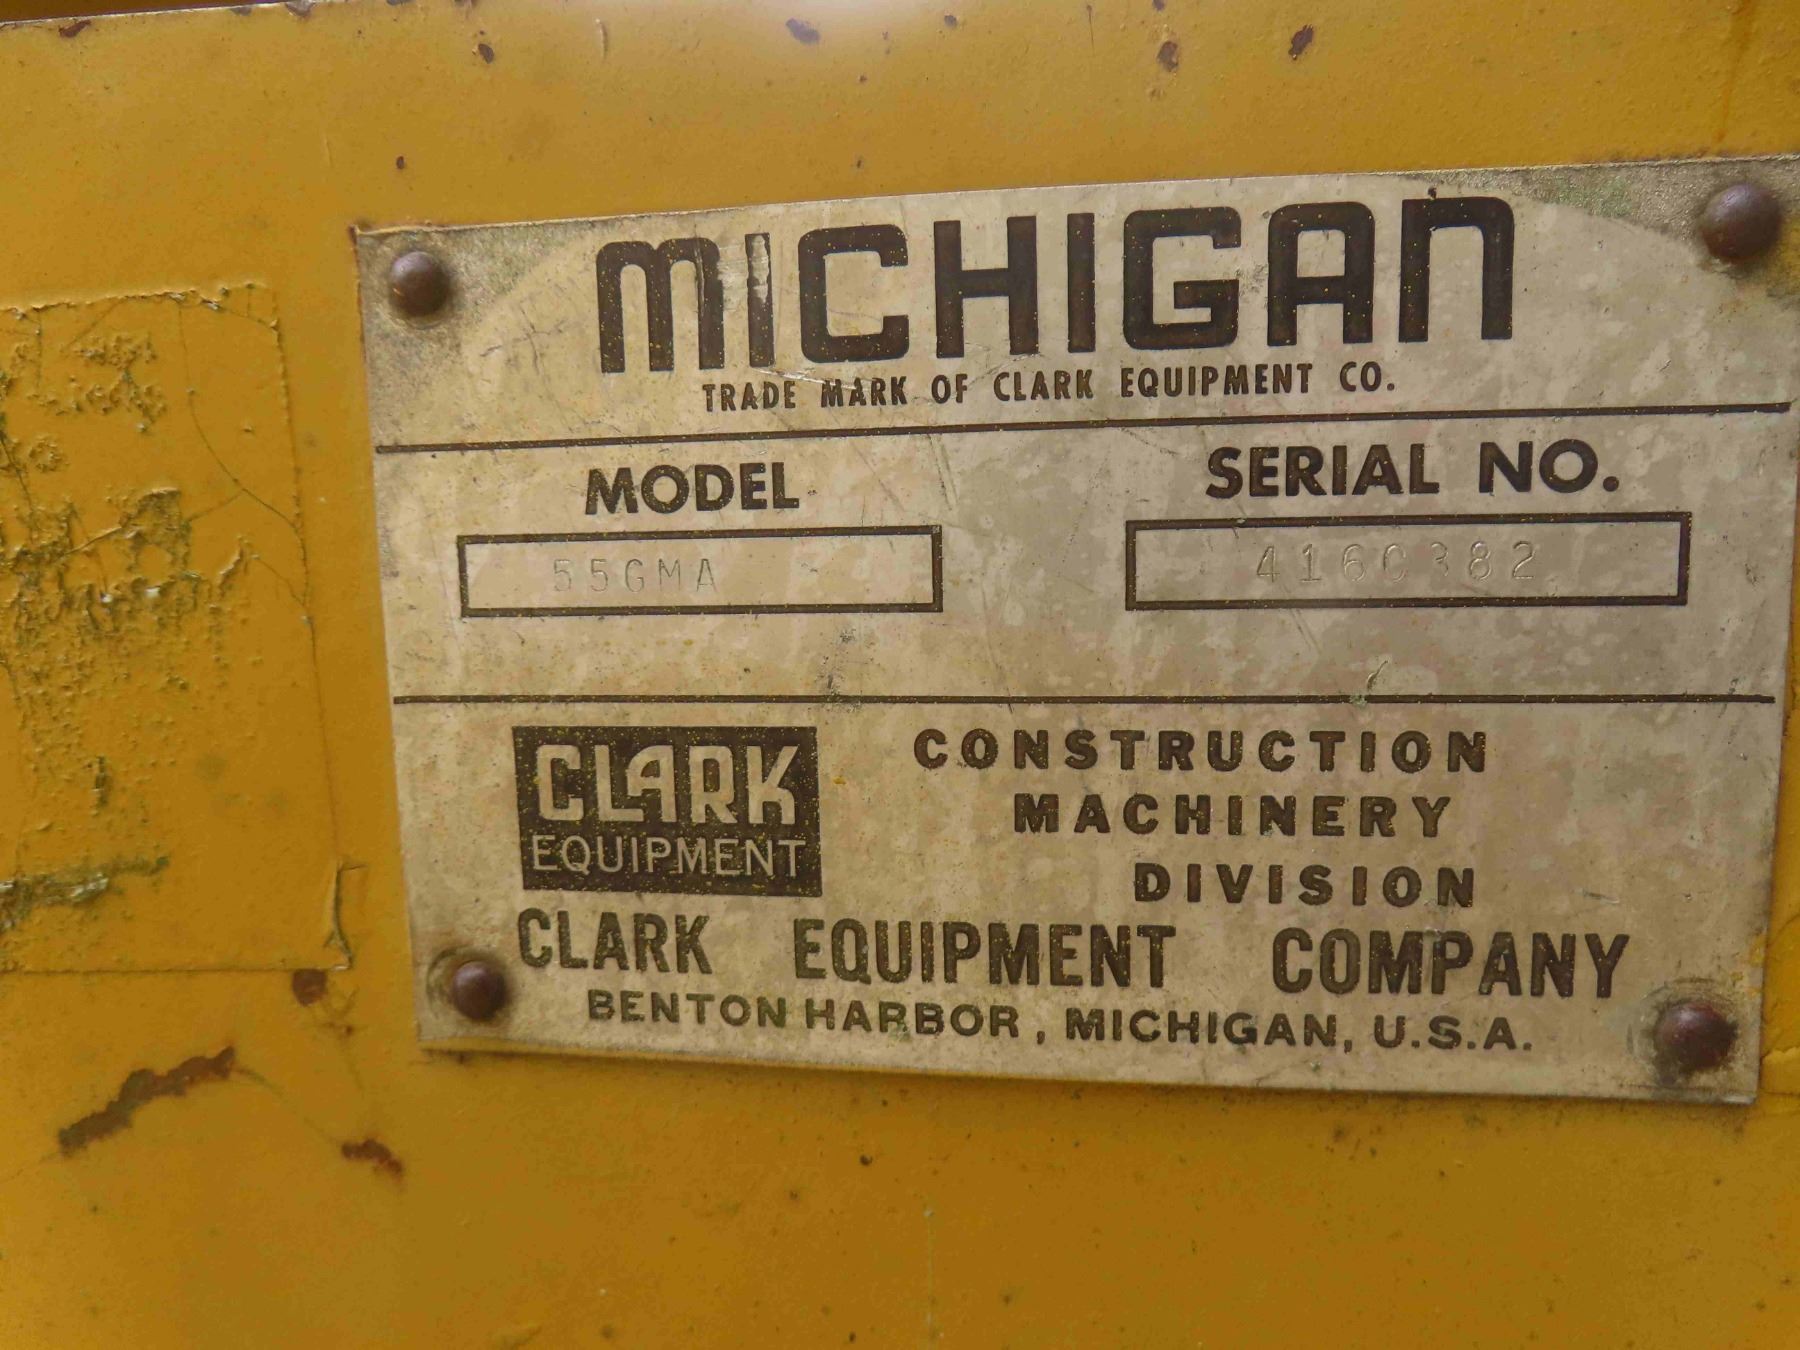 MICHIGAN
TRADE MARK OF CLARK EQUIPMENT CO.
MODEL SERIAL NO.
55GMA 416C382
CLARK
EQUIPMENT
CONSTRUCTION
MACHINERY
DIVISION
CLARK EQUIPMENT COMPANY
BENTON HARBOR, MICHIGAN, U.S.A.